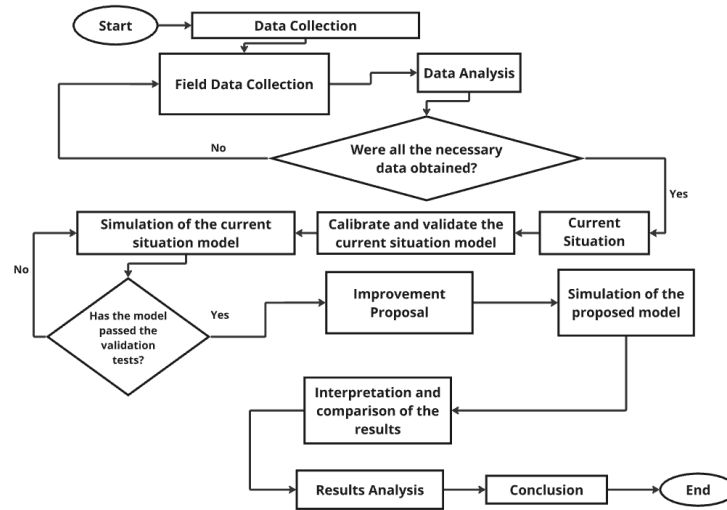 Start
Data Collection
Field Data Collection
Data Analysis
Were all the necessary
data obtained?
No
Yes
Current
Situation
Calibrate and validate the
current situation model
Simulation of the current
situation model
No
Has the model
passed the
validation
tests?
Yes
Improvement
Proposal
Simulation of the
proposed model
Interpretation and
comparison of the
results
Results Analysis
Conclusion
End